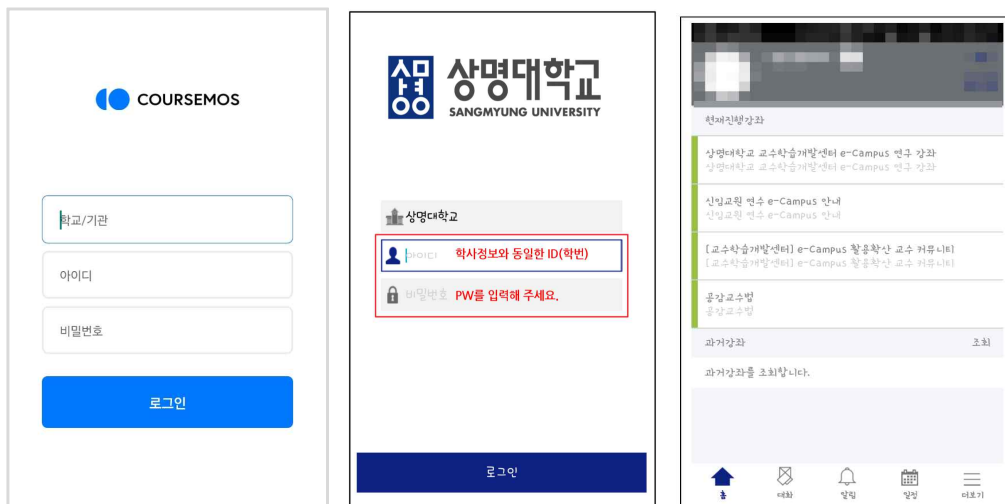 COURSEMOS
학교/기관
아이디
비밀번호
로그인
상명
상명대학교
SANGMYUNG UNIVERSITY
상명대학교
아이디 학사정보와 동일한 ID(학번)
비밀번호 PW를 입력해 주세요.
로그인
현재진행강좌
상명대학교 교수학습개발센터 e-Campus 연구 강좌
상명대학교 교수학습개발센터 e-Campus 연구 강좌
신임교원 연수 e-Campus 안내
신임교원 연수 e-Campus 안내
[교수학습개발센터] e-Campus 활용확산 교수 커뮤니티
[교수학습개발센터] e-Campus 활용확산 교수 커뮤니티
공감교수법
공감교수법
과거강좌 조회
과거강좌를 조회합니다.
홈 대화 알림 일정 더보기